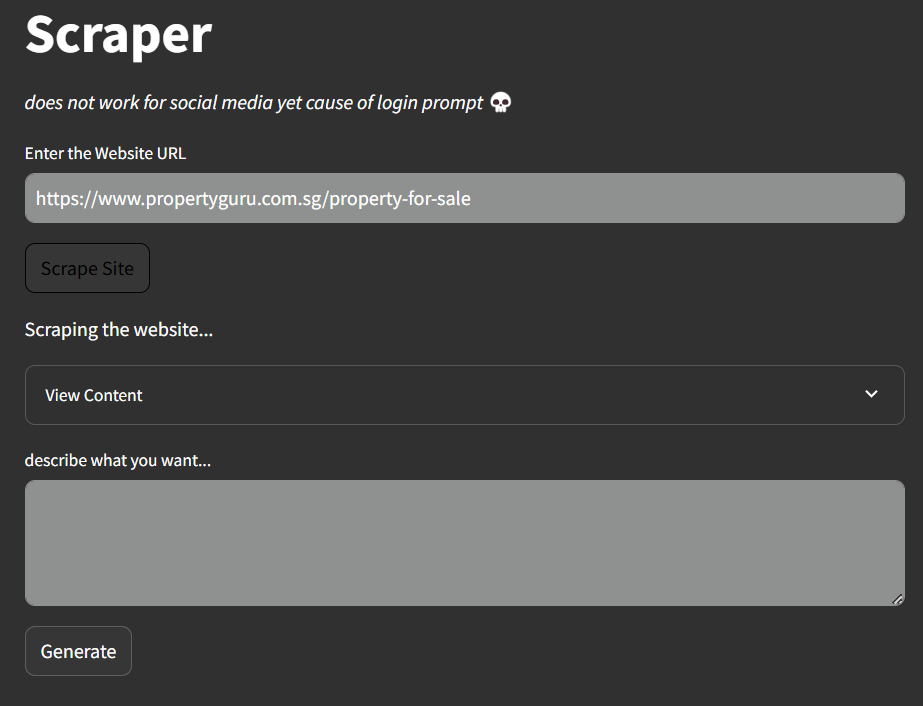 Scraper
does not work for social media yet cause of login prompt 💀
Enter the Website URL
https://www.propertyguru.com.sg/property-for-sale
Scrape Site
Scraping the website...
View Content
describe what you want...
Generate